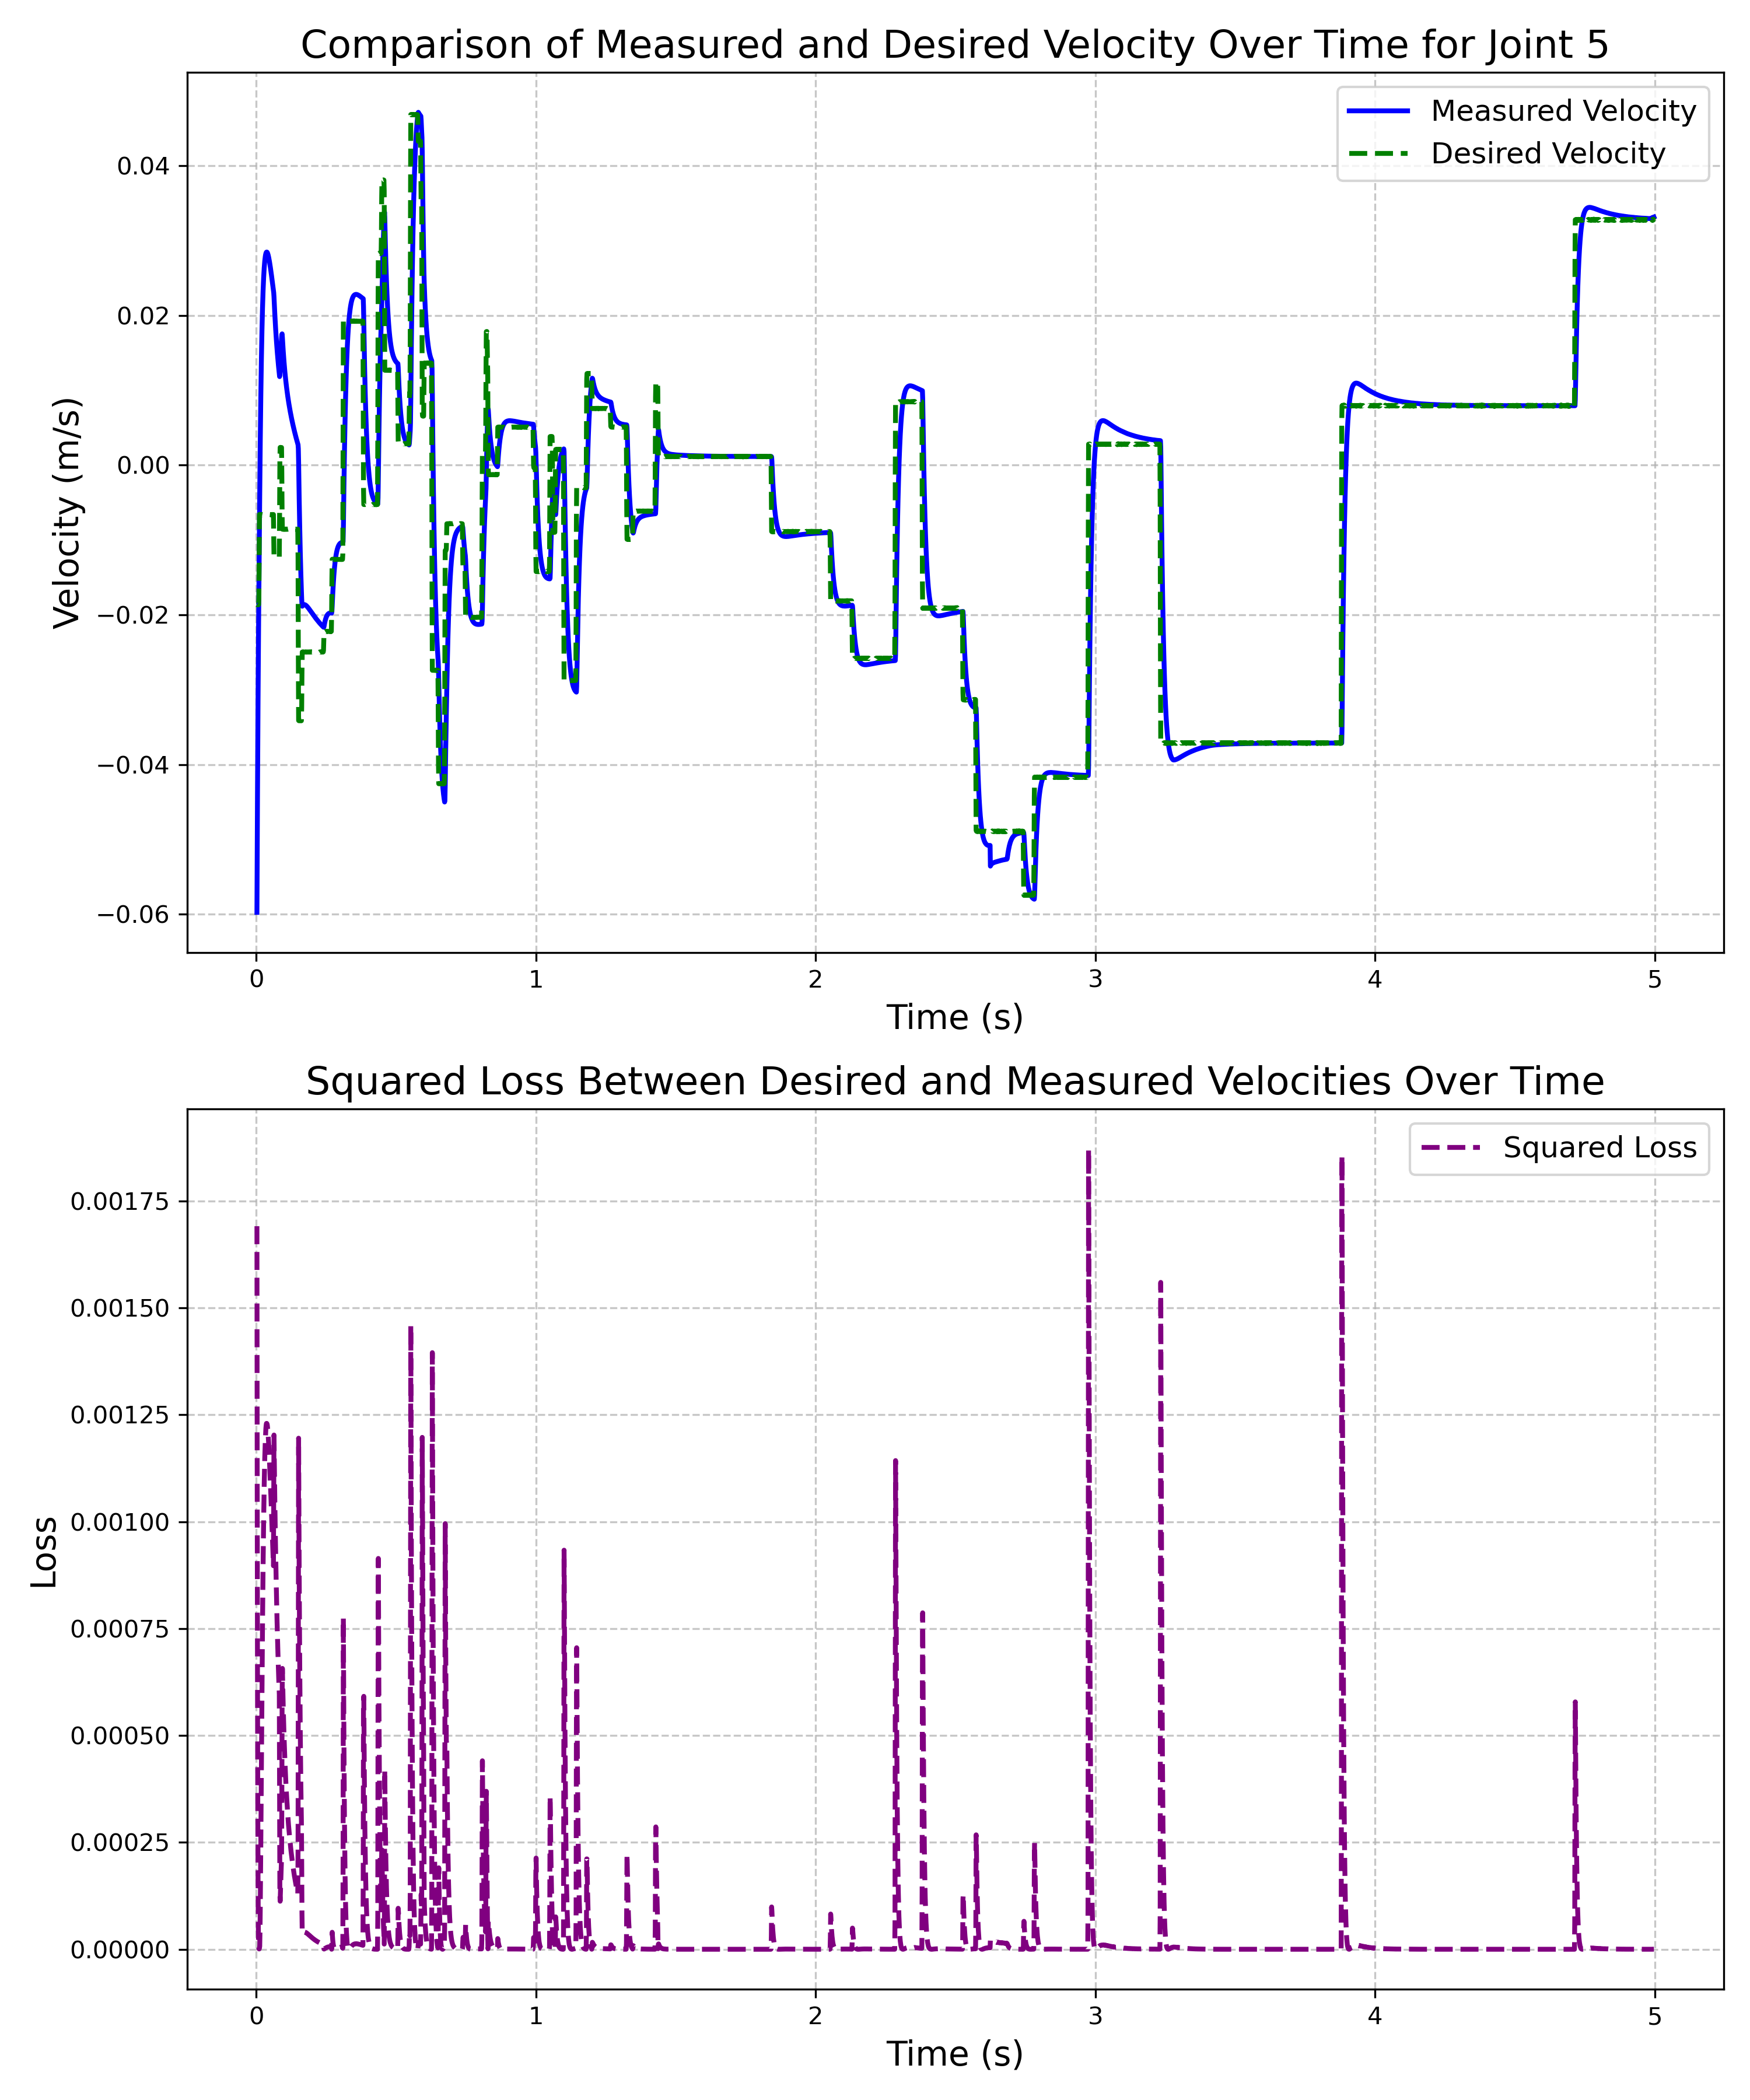 Comparison of Measured and Desired Velocity Over Time for Joint 5
Measured Velocity
Desired Velocity
Velocity (m/s)
0.04
0.02
0.00
−0.02
−0.04
−0.06
0 1 2 3 4 5
Time (s)
Squared Loss Between Desired and Measured Velocities Over Time
Squared Loss
Loss
0.00175
0.00150
0.00125
0.00100
0.00075
0.00050
0.00025
0.00000
0 1 2 3 4 5
Time (s)